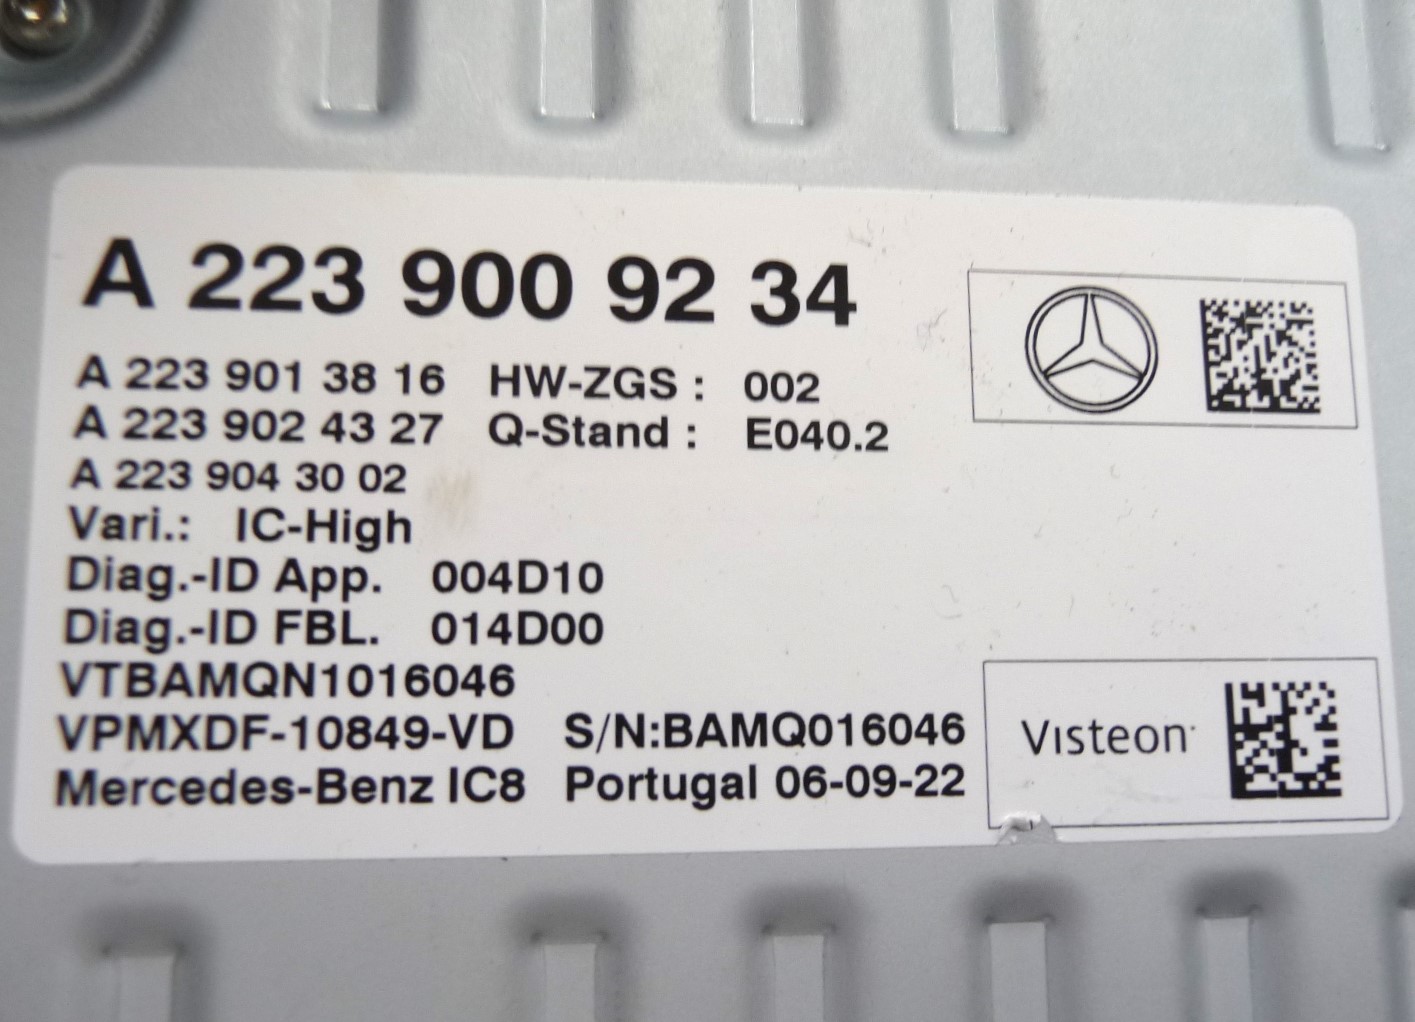 A 223 900 92 34
A 223 901 38 16 HW-ZGS : 002
A 223 902 43 27 Q-Stand : E040.2
A 223 904 30 02
Vari.: IC-High
Diag.-ID App. 004D10
Diag.-ID FBL. 014D00
VTBAMQN1016046
VPMXDF-10849-VD S/N:BAMQ016046
Mercedes-Benz IC8 Portugal 06-09-22
Visteon